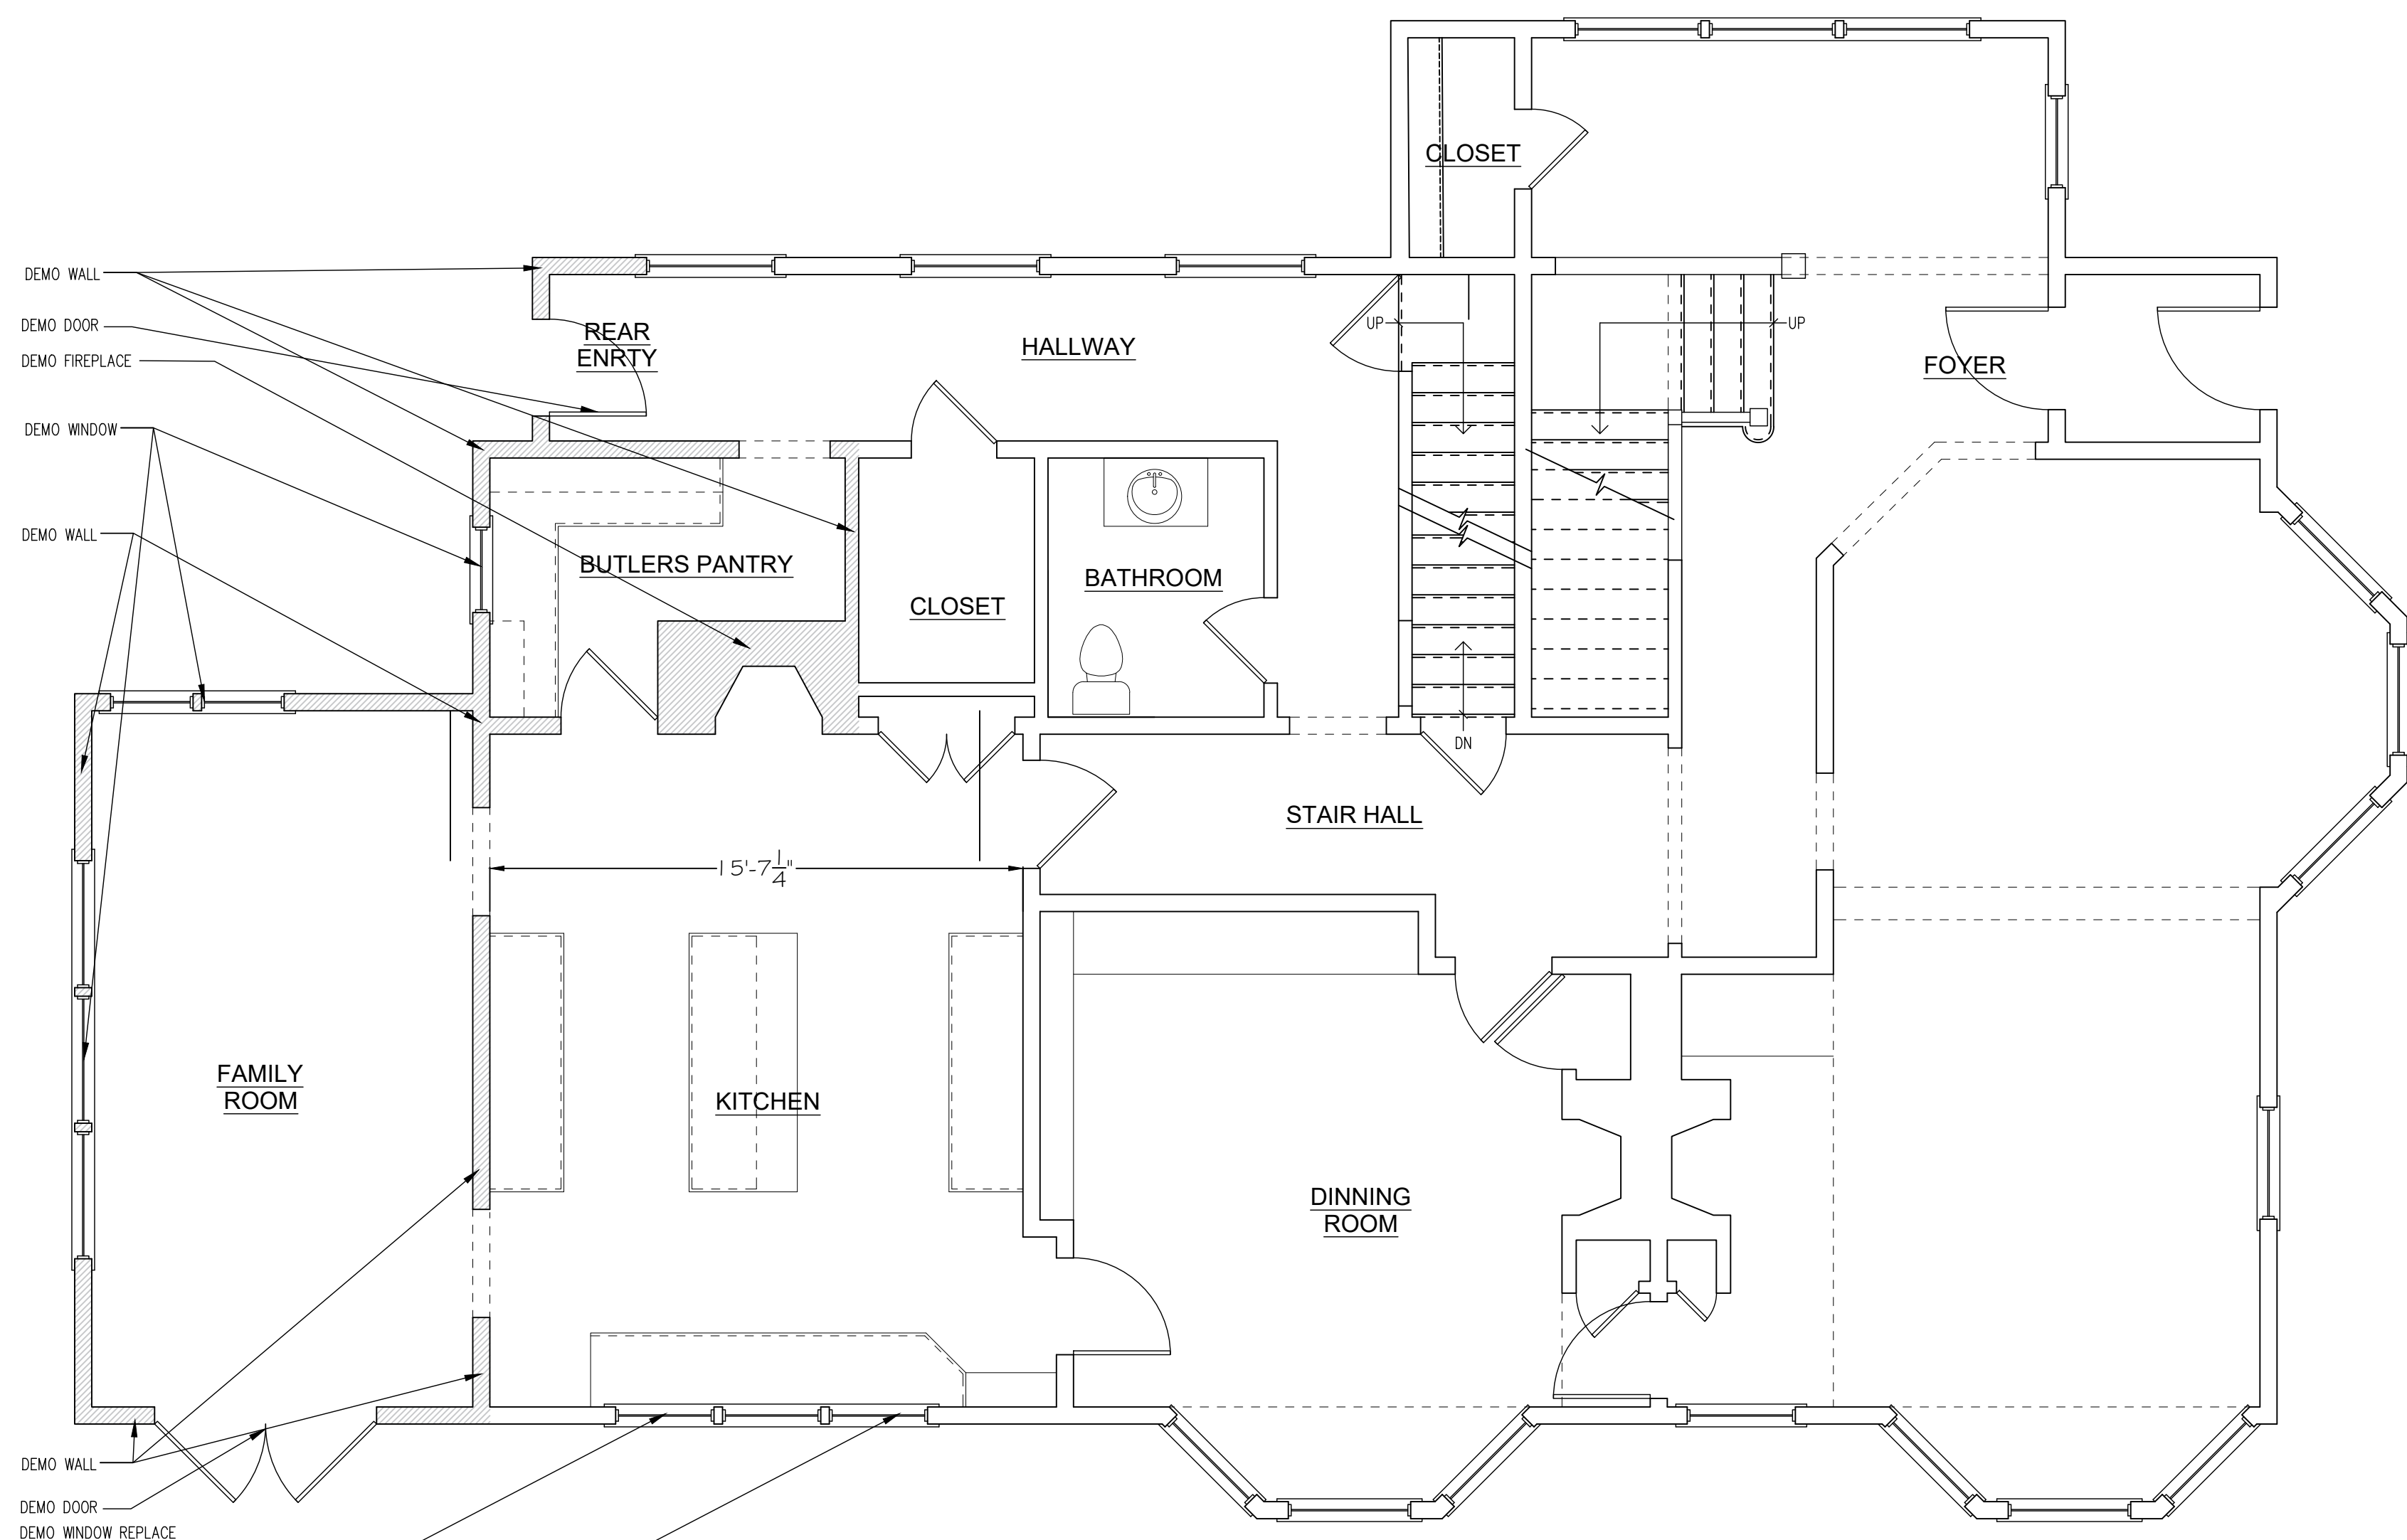 CLOSET
DEMO WALL
DEMO DOOR
DEMO FIREPLACE
DEMO WINDOW
DEMO WALL
REAR
ENRTY
HALLWAY
UP
UP
FOYER
BUTLERS PANTRY
CLOSET
BATHROOM
DN
STAIR HALL
15'-7 1/4"
FAMILY
ROOM
KITCHEN
DINNING
ROOM
DEMO WALL
DEMO DOOR
DEMO WINDOW REPLACE